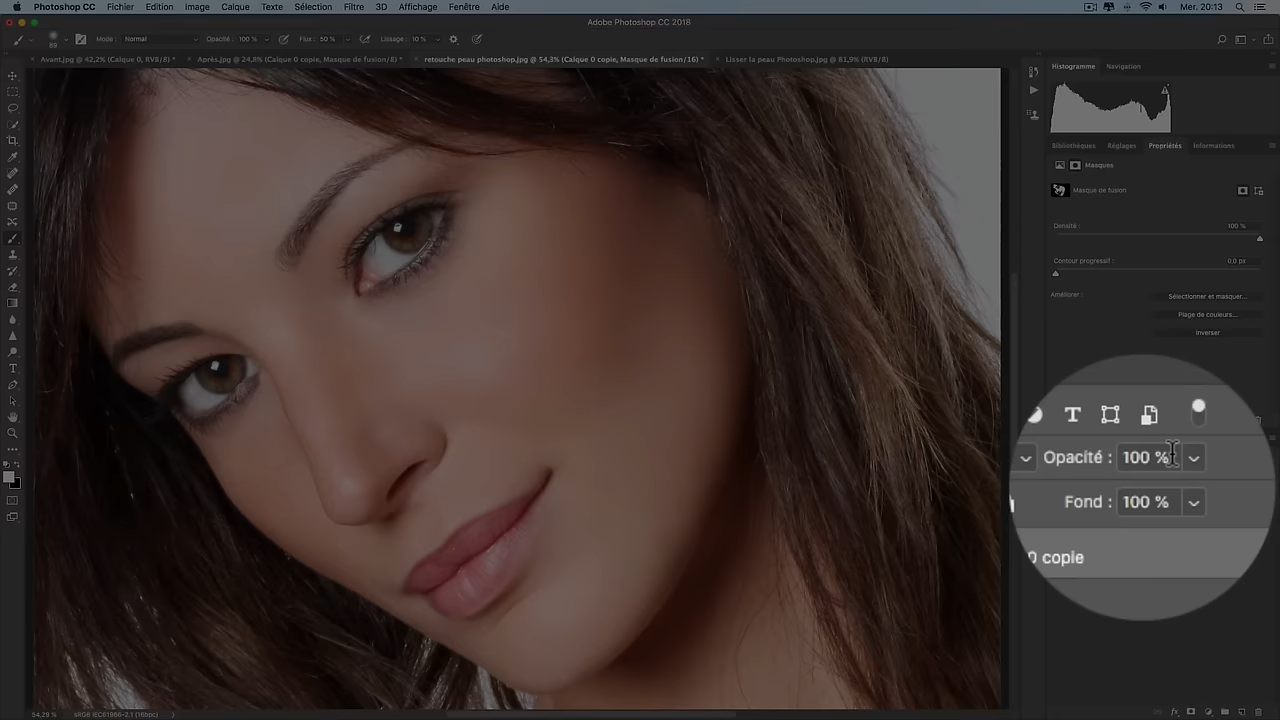 Photoshop CC Fichier Edition Image Calque Texte Sélection Filtre 3D Affichage Fenêtre Aide Mer. 20:13
Adobe Photoshop CC 2018
89 Mode : Normal Opacité : 100 % Flux : 50 % Lissage : 10 %
Avant.jpg @ 42,2% (Calque 0, RVB/8) * Après.jpg @ 24,8% (Calque 0 copie, Masque de fusion/8) * retouche peau photoshop.jpg @ 54,3% (Calque 0 copie, Masque de fusion/16) * Lisser la peau Photoshop.jpg @ 81,9% (RVB/8)
Histogramme Navigation
Bibliothèques Réglages Propriétés Informations
Masques
Masque de fusion
Densité : 100 %
Contour progressif : 0,0 px
Améliorer : Sélectionner et masquer...
Plage de couleurs...
Inverser
T
Opacité : 100 %
Fond : 100 %
0 copie
54,29 % sRGB IEC61966-2.1 (16bpc)